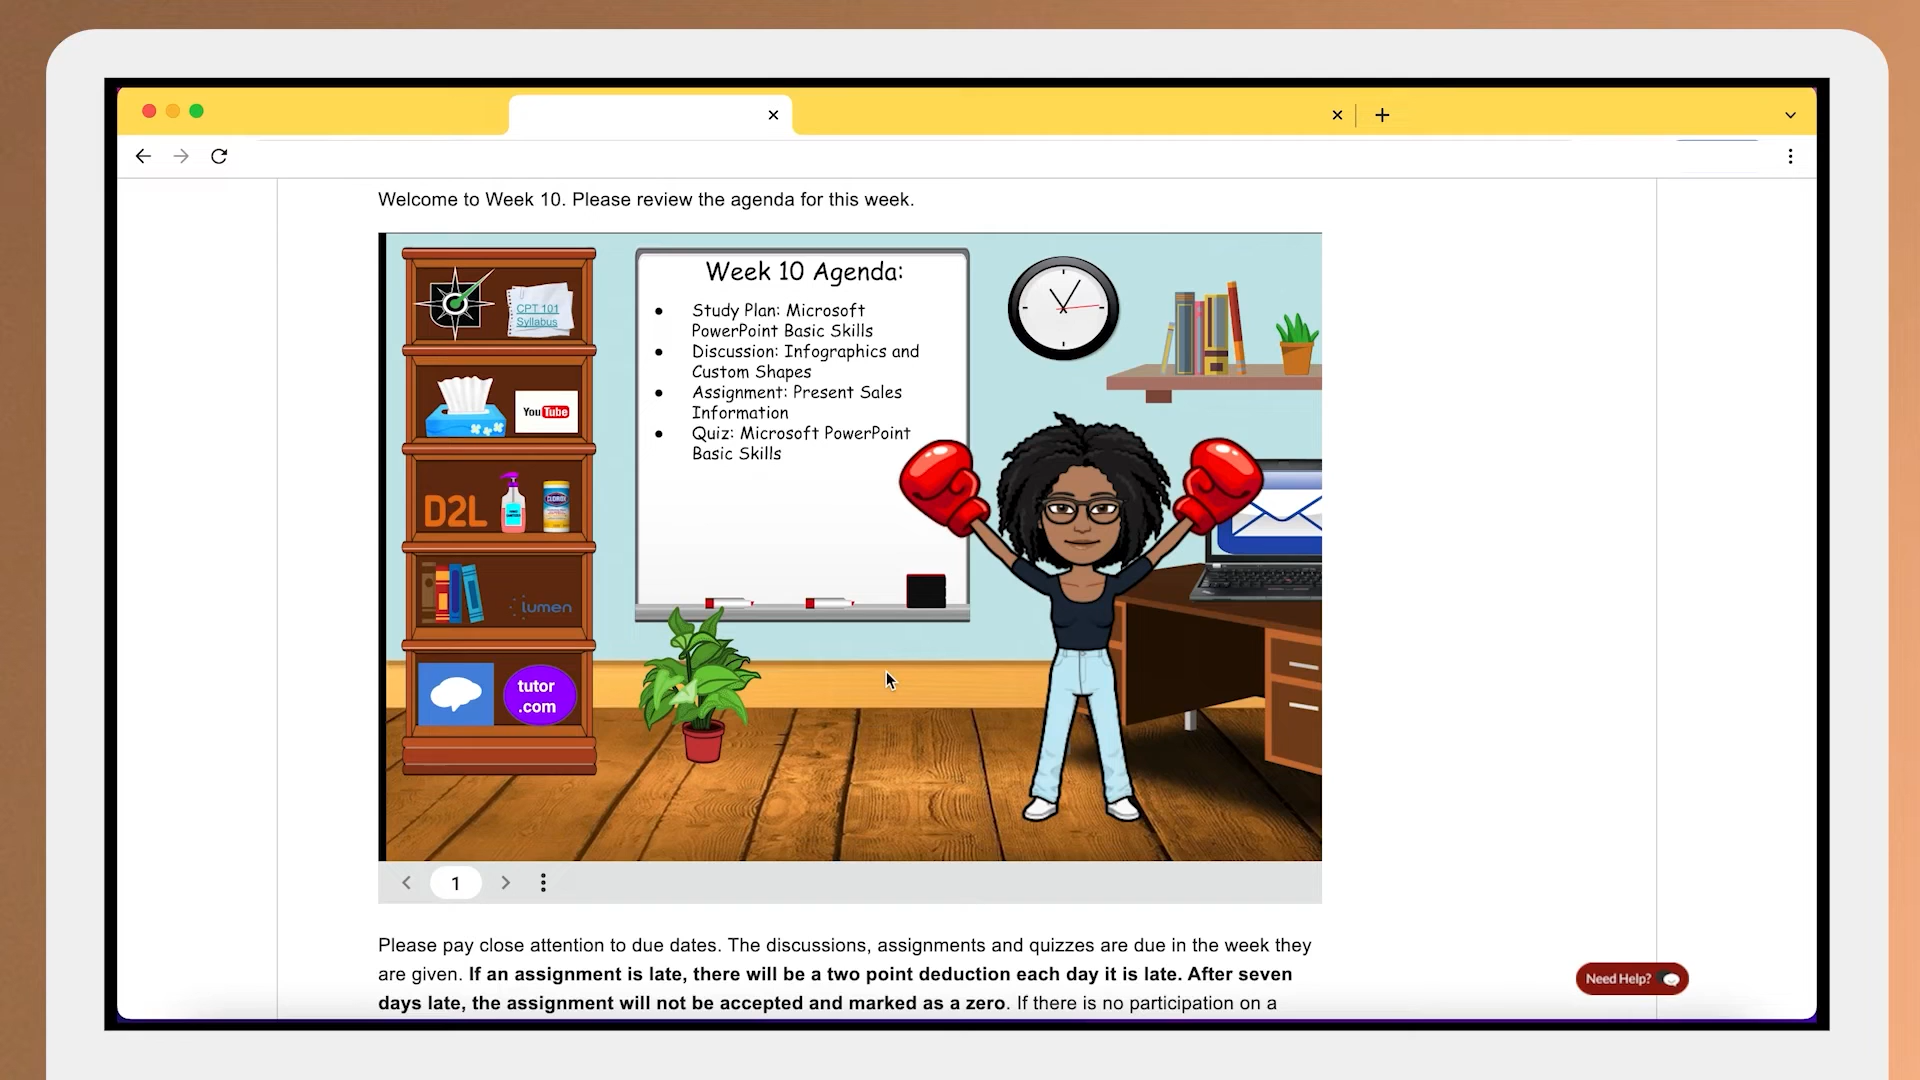 Welcome to Week 10. Please review the agenda for this week.
CPT 101
Syllabus
You Tube
D2L
CLOROX
lumen
tutor
.com
Week 10 Agenda:
● Study Plan: Microsoft
PowerPoint Basic Skills
● Discussion: Infographics and
Custom Shapes
● Assignment: Present Sales
Information
● Quiz: Microsoft PowerPoint
Basic Skills
1
Please pay close attention to due dates. The discussions, assignments and quizzes are due in the week they
are given. If an assignment is late, there will be a two point deduction each day it is late. After seven
days late, the assignment will not be accepted and marked as a zero. If there is no participation on a
Need Help?